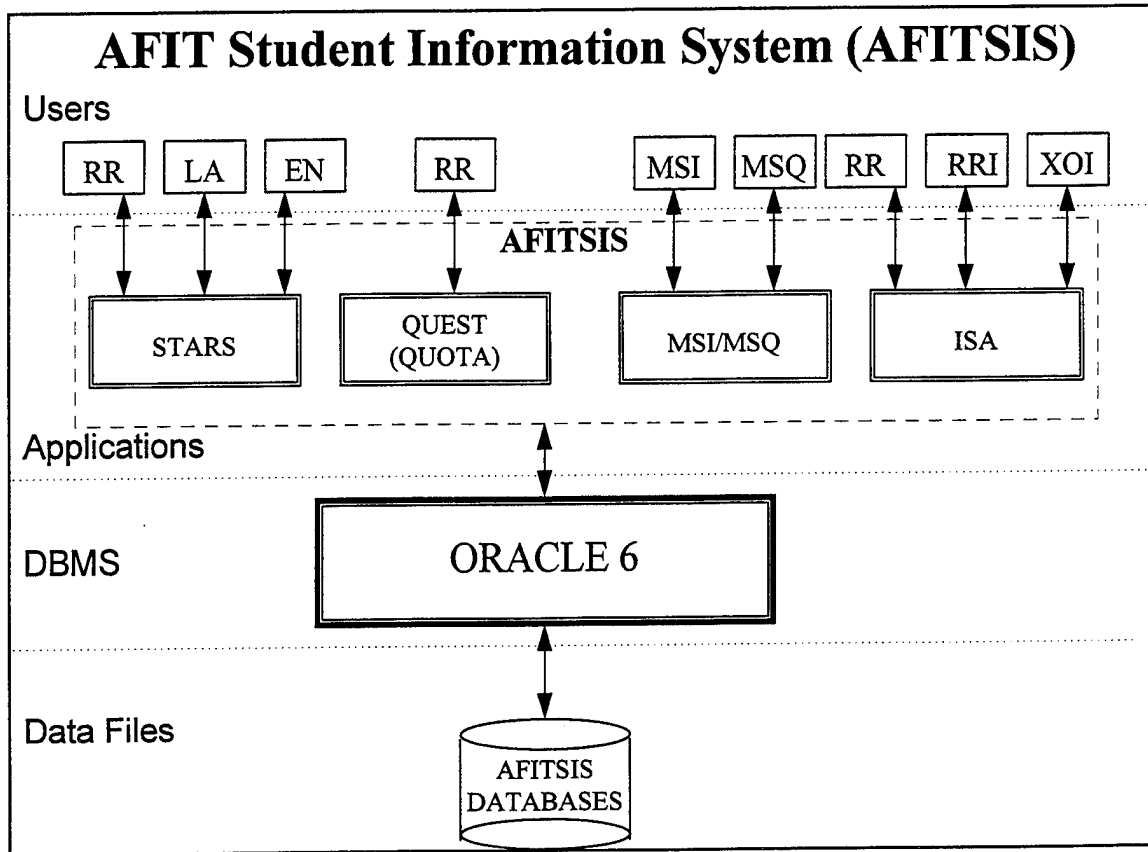 AFIT Student Information System (AFITSIS)
Users
RR LA EN RR MSI MSQ RR RRI XOI
AFITSIS
STARS
QUEST
(QUOTA)
MSI/MSQ
ISA
Applications
DBMS
ORACLE 6
Data Files
AFITSIS
DATABASES